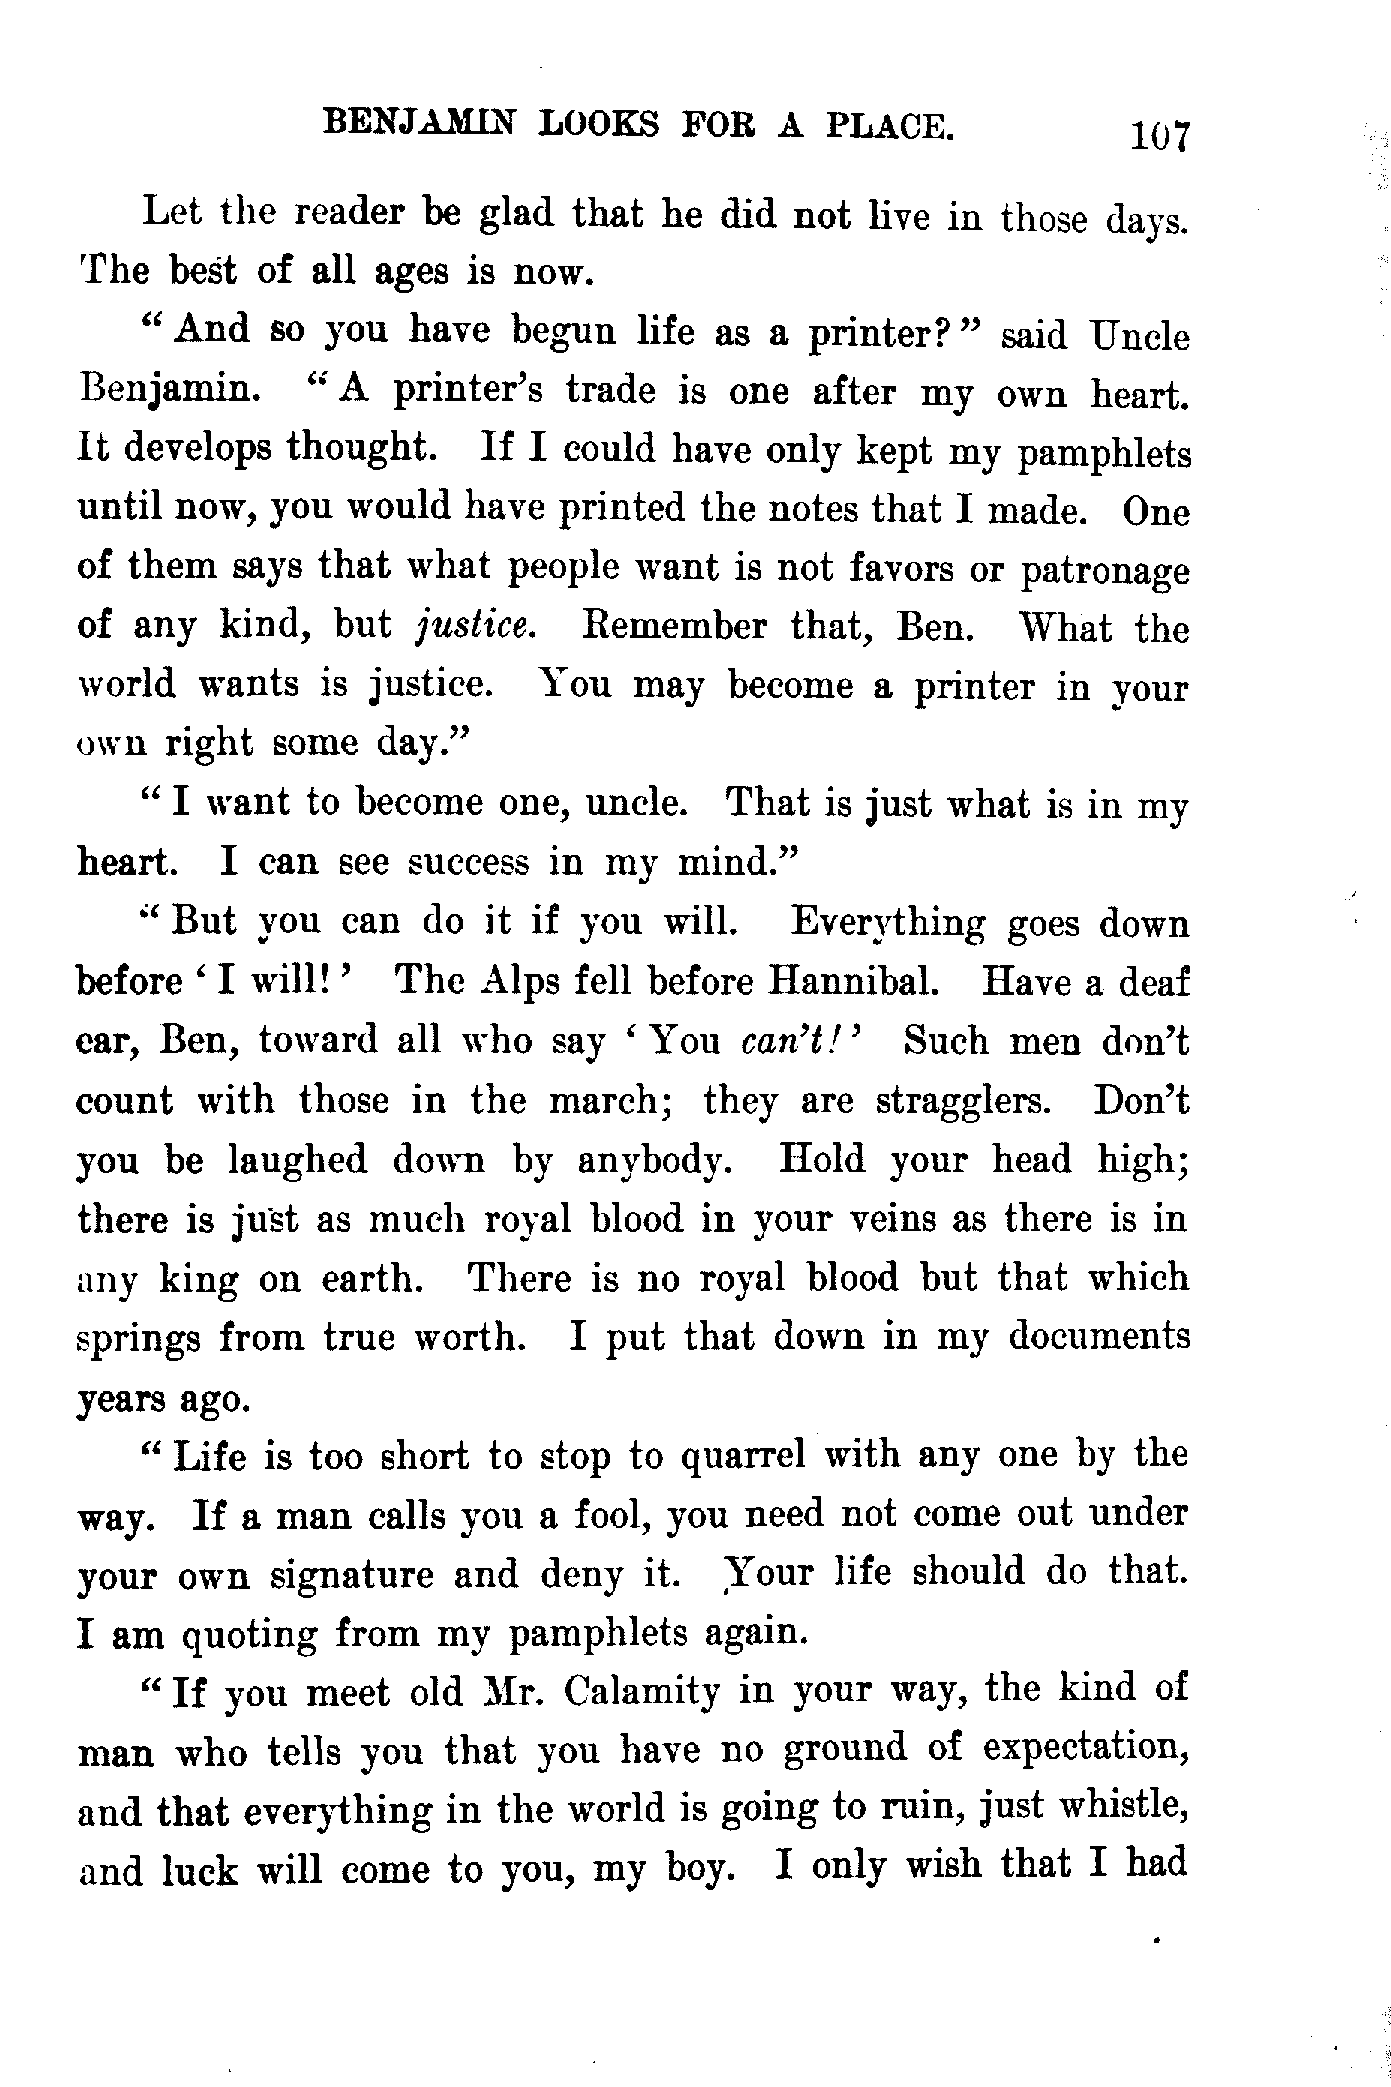 BENJAMIN LOOKS FOR A PLACE. 107
Let the reader be glad that he did not live in those days.
The best of all ages is now.
“ And so you have begun life as a printer? ” said Uncle
Benjamin. “ A printer’s trade is one after my own heart.
It develops thought. If I could have only kept my pamphlets
until now, you would have printed the notes that I made. One
of them says that what people want is not favors or patronage
of any kind, but justice. Remember that, Ben. What the
world wants is justice. You may become a printer in your
own right some day.”
“ I want to become one, uncle. That is just what is in my
heart. I can see success in my mind.”
“ But you can do it if you will. Everything goes down
before ‘ I will! ’ The Alps fell before Hannibal. Have a deaf
ear, Ben, toward all who say ‘ You can’t! ’ Such men don’t
count with those in the march; they are stragglers. Don’t
you be laughed down by anybody. Hold your head high;
there is just as much royal blood in your veins as there is in
any king on earth. There is no royal blood but that which
springs from true worth. I put that down in my documents
years ago.
“ Life is too short to stop to quarrel with any one by the
way. If a man calls you a fool, you need not come out under
your own signature and deny it. Your life should do that.
I am quoting from my pamphlets again.
“ If you meet old Mr. Calamity in your way, the kind of
man who tells you that you have no ground of expectation,
and that everything in the world is going to ruin, just whistle,
and luck will come to you, my boy. I only wish that I had